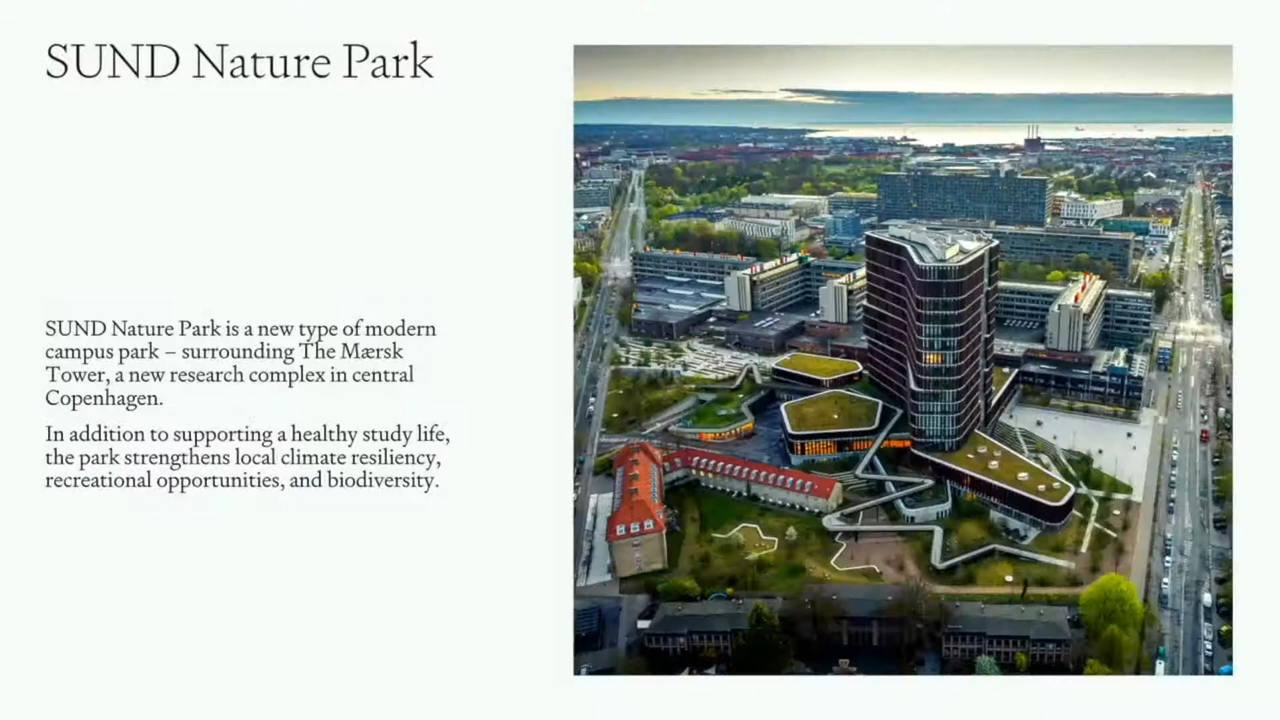 SUND Nature Park
SUND Nature Park is a new type of modern
campus park – surrounding The Mærsk
Tower, a new research complex in central
Copenhagen.
In addition to supporting a healthy study life,
the park strengthens local climate resiliency,
recreational opportunities, and biodiversity.